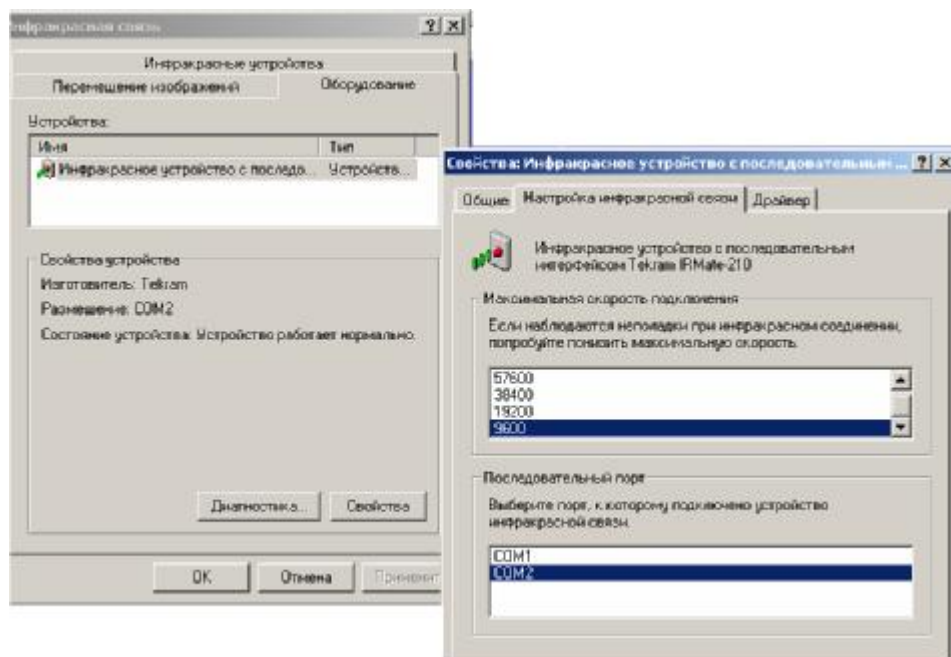 Инфракрасная связь
Инфракрасные устройства
Перемещение изображений
Оборудование
Устройства:
Имя
Тип
Инфракрасное устройство с последо...
Устройств...
Свойства устройства
Изготовитель: Tekram
Размещение: COM2
Состояние устройства: Устройство работает нормально.
Диагностика...
Свойства
OK
Отмена
Применит
Свойства: Инфракрасное устройство с последовательным ...
Общие
Настройка инфракрасной связи
Драйвер
Инфракрасное устройство с последовательным
интерфейсом Tekram IRMate-210
Максимальная скорость подключения
Если наблюдаются неполадки при инфракрасном соединении,
попробуйте понизить максимальную скорость.
57600
38400
19200
9600
Последовательный порт
Выберите порт, к которому подключено устройство
инфракрасной связи.
COM1
COM2